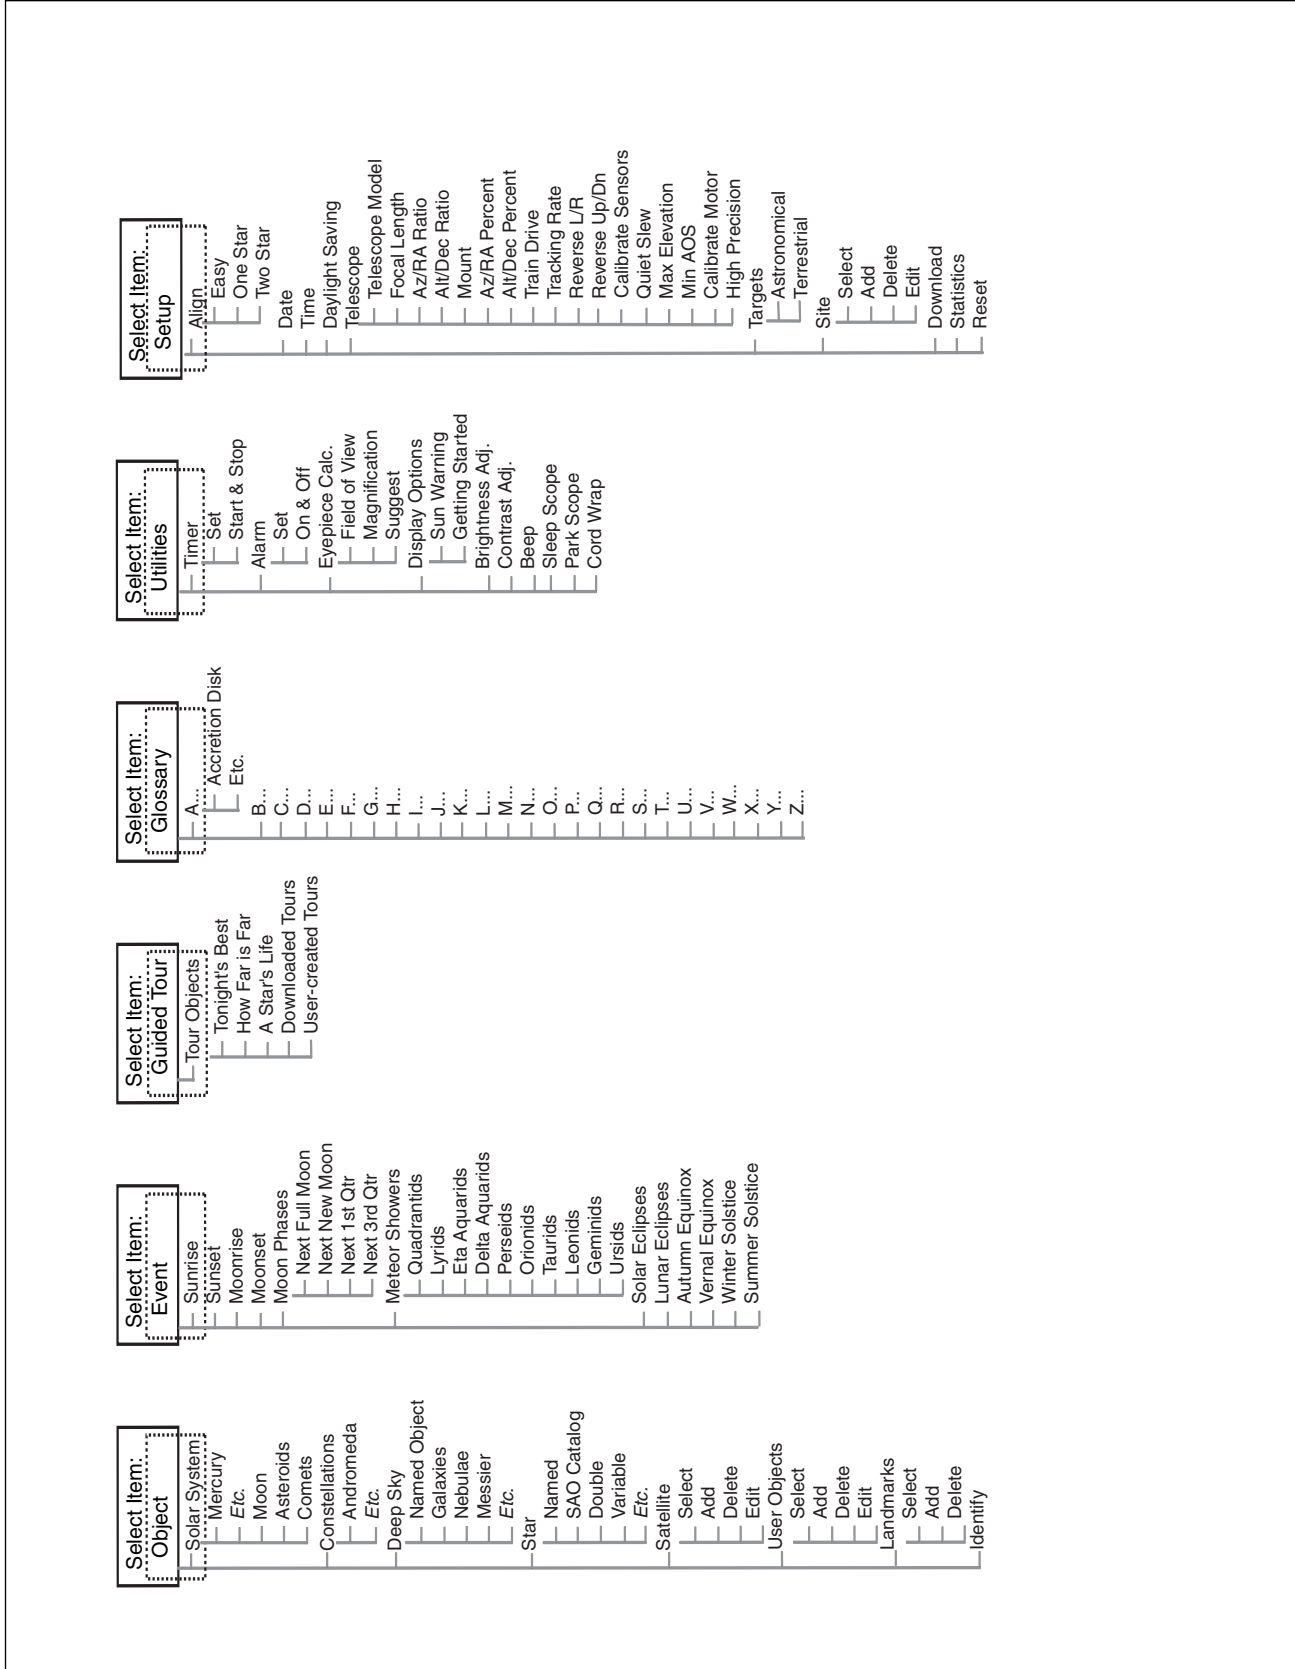 Select Item:
Object
Solar System
Mercury
Etc.
Moon
Asteroids
Comets
Constellations
Andromeda
Etc.
Deep Sky
Named Object
Galaxies
Nebulae
Messier
Etc.
Star
Named
SAO Catalog
Double
Variable
Etc.
Satellite
Select
Add
Delete
Edit
User Objects
Select
Add
Delete
Edit
Landmarks
Select
Add
Delete
Identify
Select Item:
Event
Sunrise
Sunset
Moonrise
Moonset
Moon Phases
Next Full Moon
Next New Moon
Next 1st Qtr
Next 3rd Qtr
Meteor Showers
Quadrantids
Lyrids
Eta Aquarids
Delta Aquarids
Perseids
Orionids
Taurids
Leonids
Geminids
Ursids
Solar Eclipses
Lunar Eclipses
Autumn Equinox
Vernal Equinox
Winter Solstice
Summer Solstice
Select Item:
Guided Tour
Tour Objects
Tonight's Best
How Far is Far
A Star's Life
Downloaded Tours
User-created Tours
Select Item:
Glossary
A...
Accretion Disk
Etc.
B...
C...
D...
E...
F...
G...
H...
I...
J...
K...
L...
M...
N...
O...
P...
Q...
R...
S...
T...
U...
V...
W...
X...
Y...
Z...
Select Item:
Utilities
Timer
Set
Start & Stop
Alarm
Set
On & Off
Eyepiece Calc.
Field of View
Magnification
Suggest
Display Options
Sun Warning
Getting Started
Brightness Adj.
Contrast Adj.
Beep
Sleep Scope
Park Scope
Cord Wrap
Select Item:
Setup
Align
Easy
One Star
Two Star
Date
Time
Daylight Saving
Telescope
Telescope Model
Focal Length
Az/RA Ratio
Alt/Dec Ratio
Mount
Az/RA Percent
Alt/Dec Percent
Train Drive
Tracking Rate
Reverse L/R
Reverse Up/Dn
Calibrate Sensors
Quiet Slew
Max Elevation
Min AOS
Calibrate Motor
High Precision
Targets
Astronomical
Terrestrial
Site
Select
Add
Delete
Edit
Download
Statistics
Reset